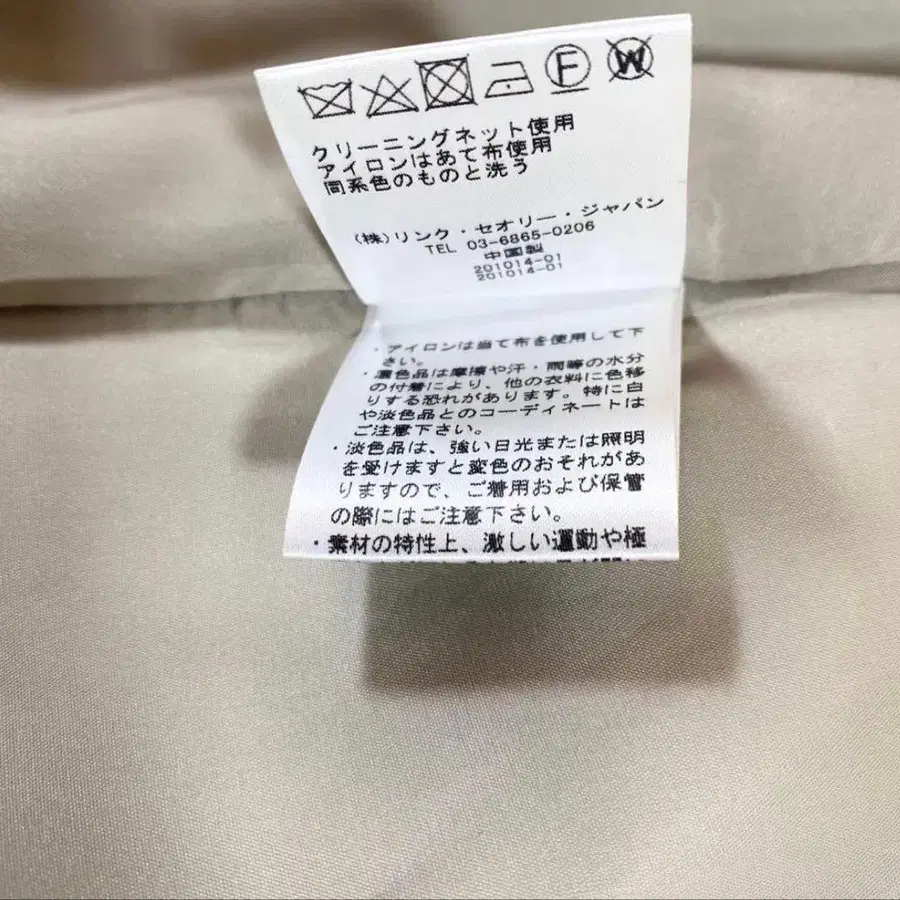 F W
クリーニングネット使用
アイロンはあて布使用
同系色のものと洗う
(株)リンク・セオリー・ジャパン
TEL 03-6865-0206
中国製
201014-01
201014-01
・アイロンは当て布を使用して下
さい。
・濃色品は摩擦や汗・雨等の水分
の付着により、他の衣料に色移
りする恐れがあります。特に白
や淡色品とのコーディネートは
ご注意下さい。
・淡色品は、強い日光または照明
を受けますと変色のおそれがあ
りますので、ご着用および保管
の際にはご注意下さい。
・素材の特性上、激しい運動や極